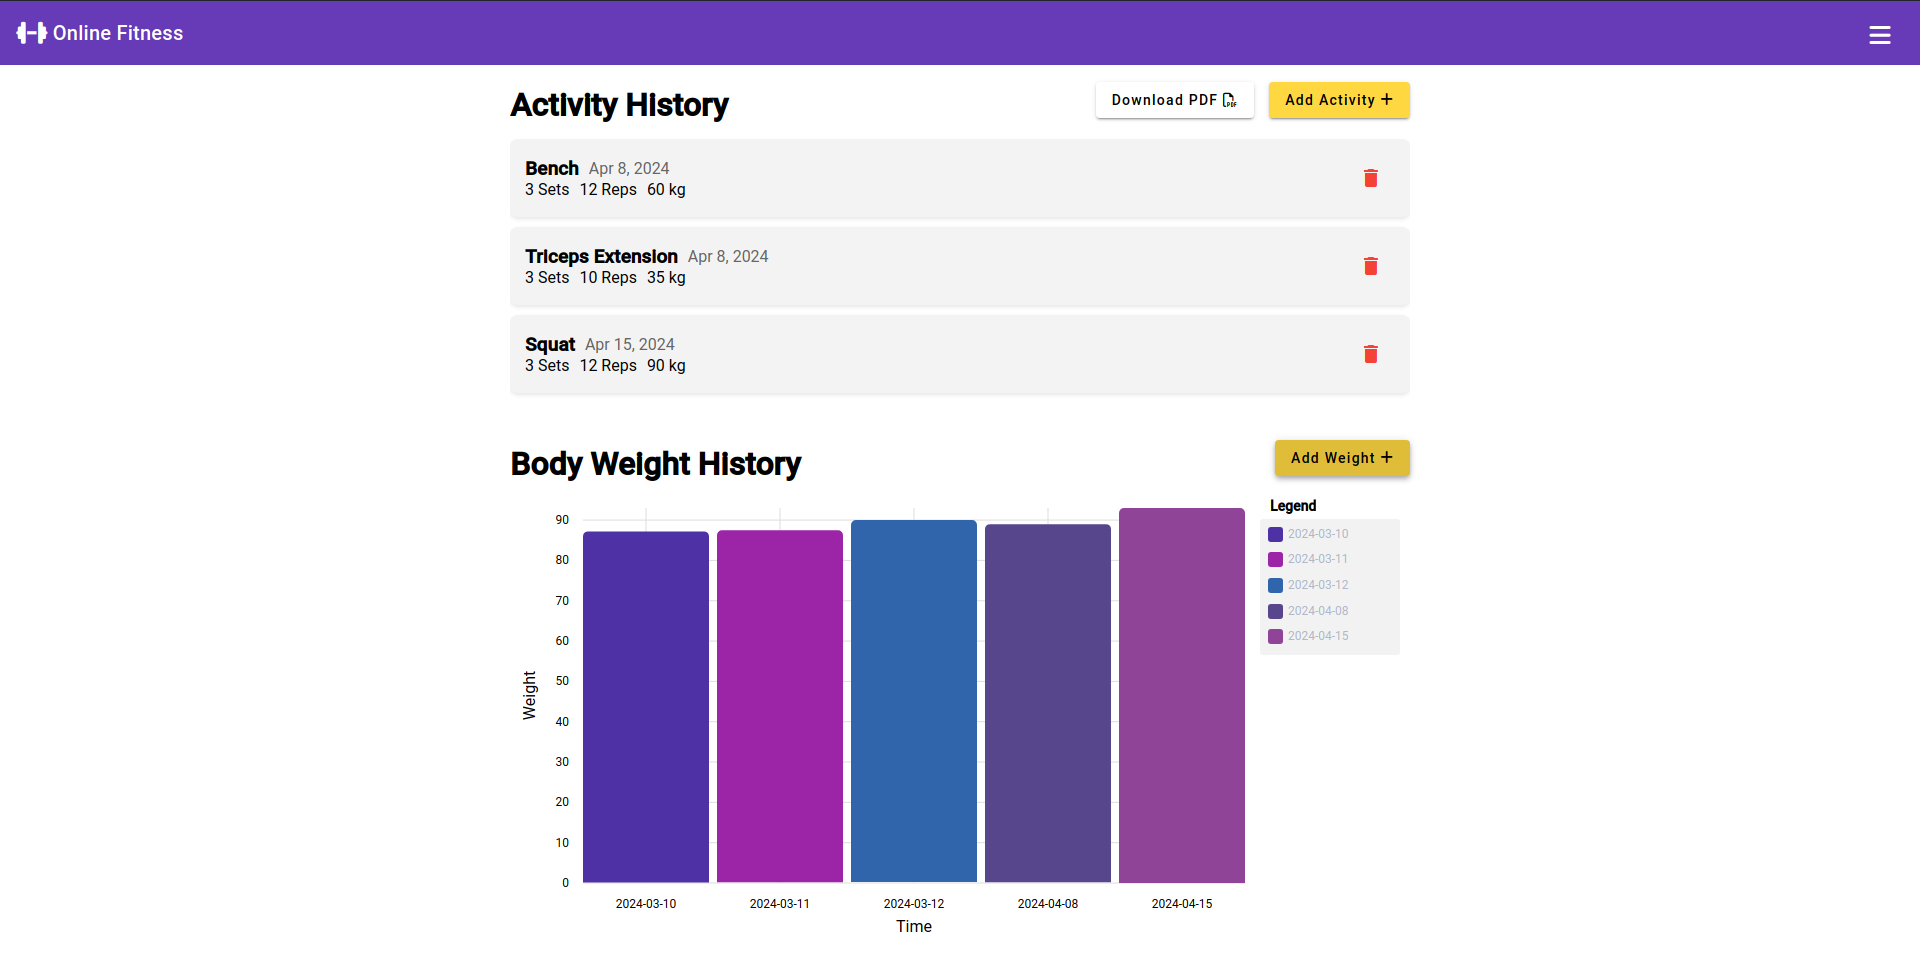 Online Fitness
Activity History
Download PDF
Add Activity +
Bench Apr 8, 2024
3 Sets 12 Reps 60 kg
Triceps Extension Apr 8, 2024
3 Sets 10 Reps 35 kg
Squat Apr 15, 2024
3 Sets 12 Reps 90 kg
Body Weight History
Add Weight +
Weight
90
80
70
60
50
40
30
20
10
0
2024-03-10
2024-03-11
2024-03-12
2024-04-08
2024-04-15
Time
Legend
2024-03-10
2024-03-11
2024-03-12
2024-04-08
2024-04-15